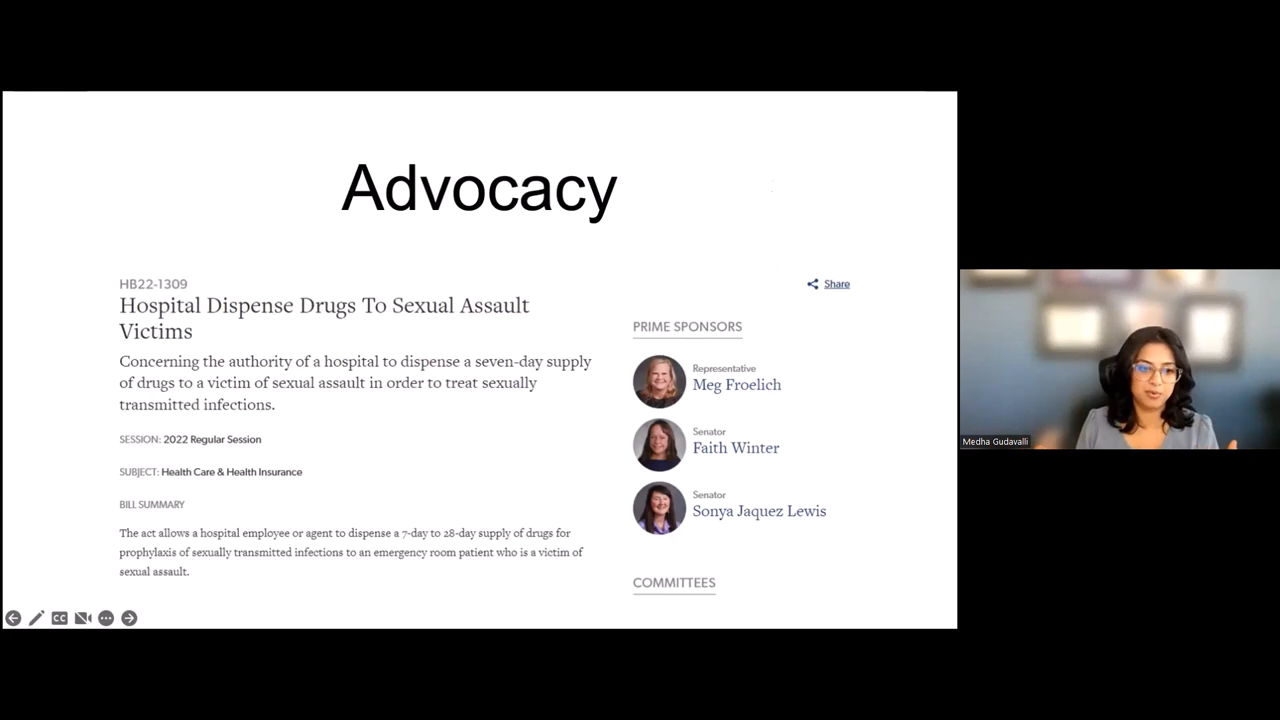 Advocacy
HB22-1309
Hospital Dispense Drugs To Sexual Assault
Victims
Concerning the authority of a hospital to dispense a seven-day supply
of drugs to a victim of sexual assault in order to treat sexually
transmitted infections.
SESSION: 2022 Regular Session
SUBJECT: Health Care & Health Insurance
BILL SUMMARY
The act allows a hospital employee or agent to dispense a 7-day to 28-day supply of drugs for
prophylaxis of sexually transmitted infections to an emergency room patient who is a victim of
sexual assault.
Share
PRIME SPONSORS
Representative
Meg Froelich
Senator
Faith Winter
Senator
Sonya Jaquez Lewis
COMMITTEES
CC
Medha Gudavalli